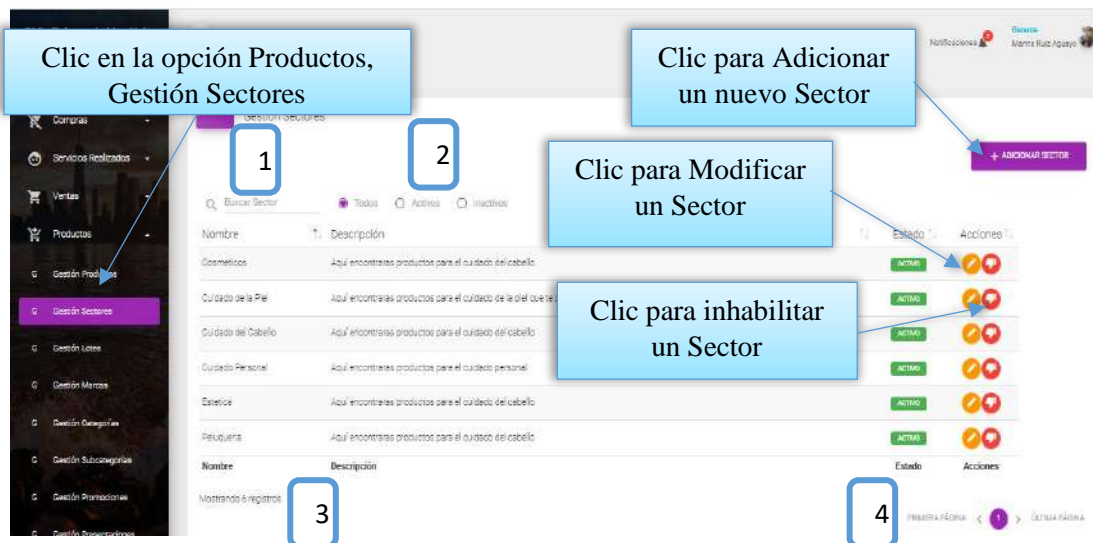 Clic en la opción Productos,
Gestión Sectores
Clic para Adicionar
un nuevo Sector
Notificaciones
Marina Ruiz Aguayo
Compras
Servicios Realizados
Ventas
Productos
G Gestión Productos
G Gestión Sectores
G Gestión Lotes
G Gestión Marcas
G Gestión Categorías
G Gestión Subcategorías
G Gestión Promociones
G Gestión Presentaciones
Gestión Sectores
1
2
+ ADICIONAR SECTOR
Clic para Modificar
un Sector
Buscar Sector
Todos Activos Inactivos
Nombre Descripción Estado Acciones
Cosmeticos Aquí encontraras productos para el cuidado del cabello ACTIVO
Cuidado de la Piel Aquí encontraras productos para el cuidado de la piel que te ACTIVO
Clic para inhabilitar
un Sector
Cuidado del Cabello Aquí encontraras productos para el cuidado del cabello ACTIVO
Cuidado Personal Aquí encontraras productos para el cuidado personal ACTIVO
Estetica Aquí encontraras productos para el cuidado del cabello ACTIVO
Peluqueria Aquí encontraras productos para el cuidado del cabello ACTIVO
Nombre Descripción Estado Acciones
Mostrando 6 registros
3
4
PRIMERA PÁGINA < 1 > ÚLTIMA PÁGINA